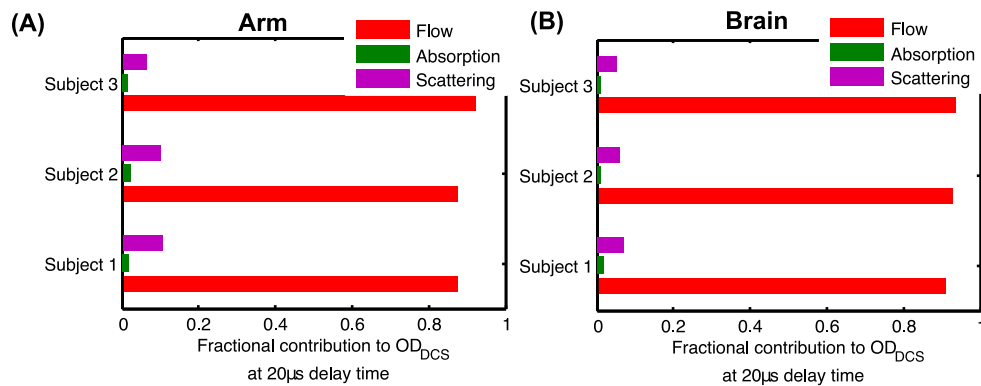 (A)
Arm
Flow
Absorption
Scattering
Subject 3
Subject 2
Subject 1
0 0.2 0.4 0.6 0.8 1
Fractional contribution to OD_DCS
at 20µs delay time
(B)
Brain
Flow
Absorption
Scattering
Subject 3
Subject 2
Subject 1
0 0.2 0.4 0.6 0.8 1
Fractional contribution to OD_DCS
at 20µs delay time